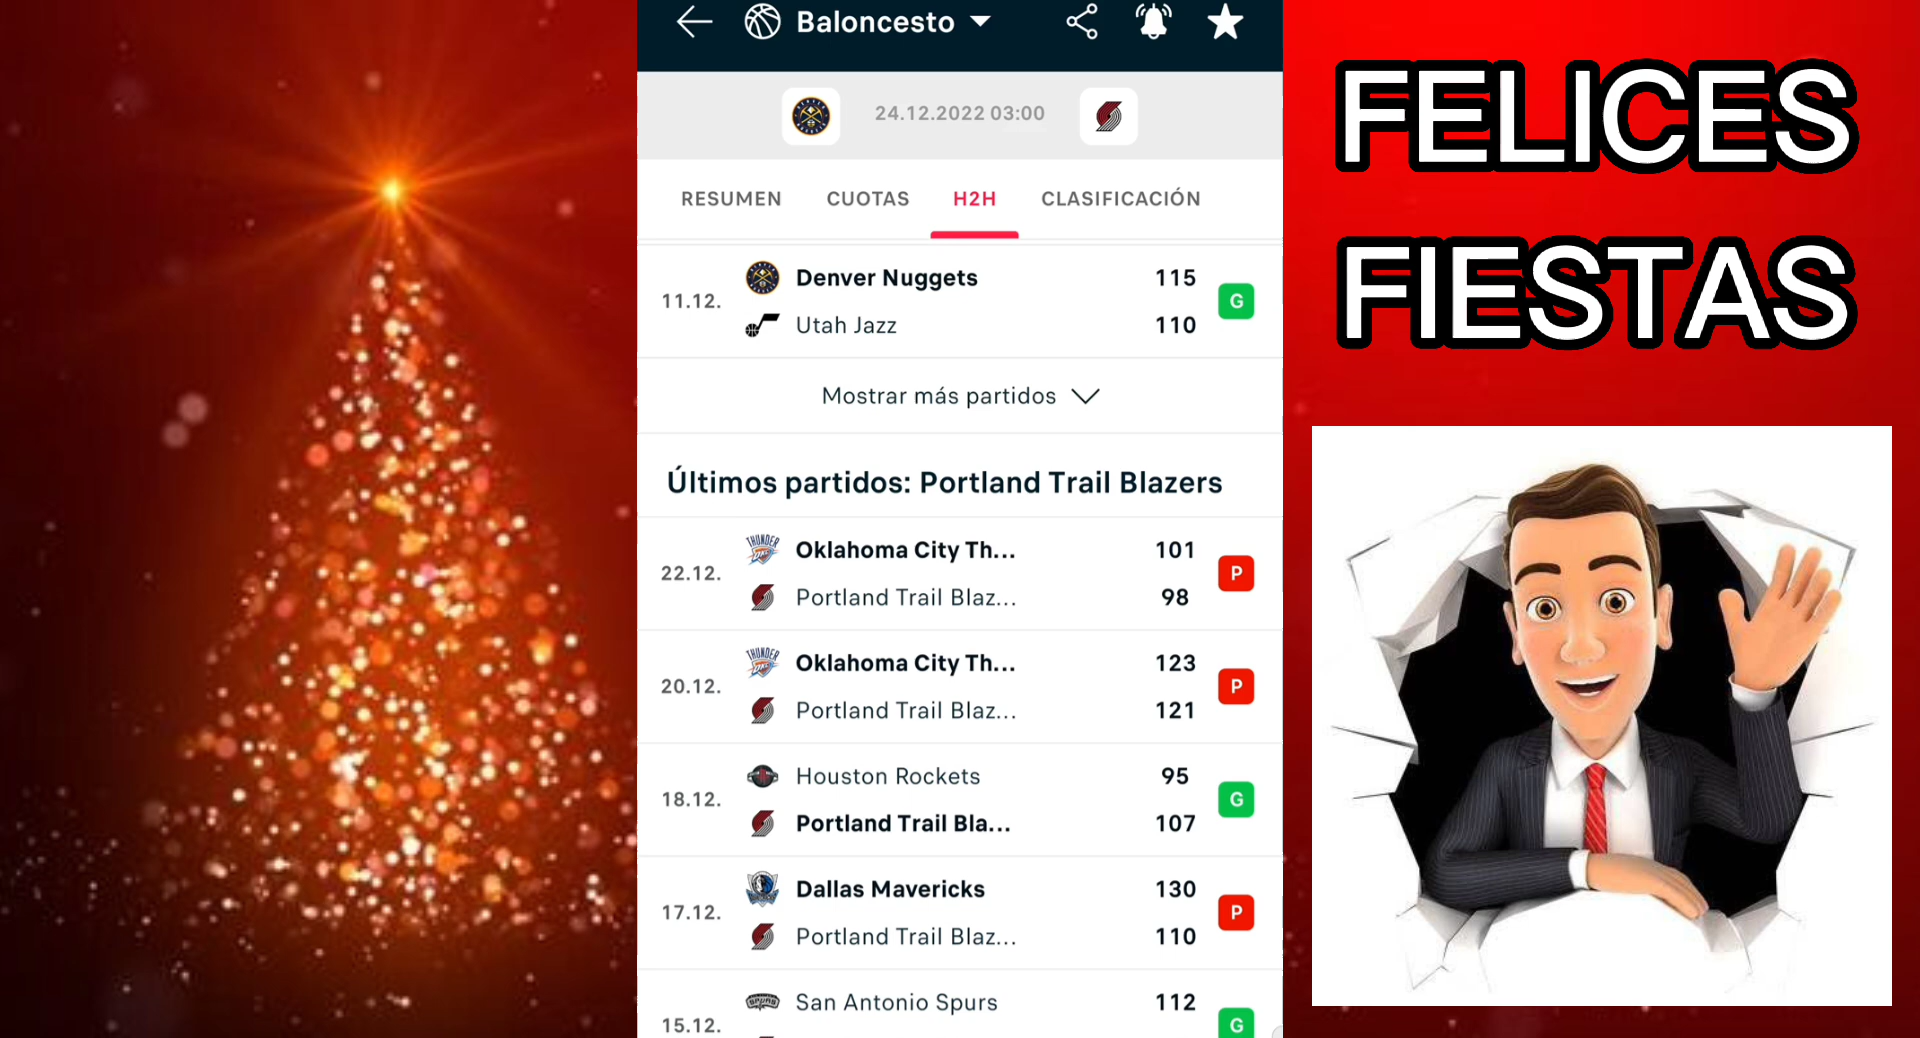 Baloncesto
24.12.2022 03:00
RESUMEN CUOTAS H2H CLASIFICACIÓN
11.12. Denver Nuggets 115 G
Utah Jazz 110
Mostrar más partidos
Últimos partidos: Portland Trail Blazers
22.12. Oklahoma City Th... 101 P
Portland Trail Blaz... 98
20.12. Oklahoma City Th... 123 P
Portland Trail Blaz... 121
18.12. Houston Rockets 95 G
Portland Trail Bla... 107
17.12. Dallas Mavericks 130 P
Portland Trail Blaz... 110
15.12. San Antonio Spurs 112 G
FELICES
FIESTAS